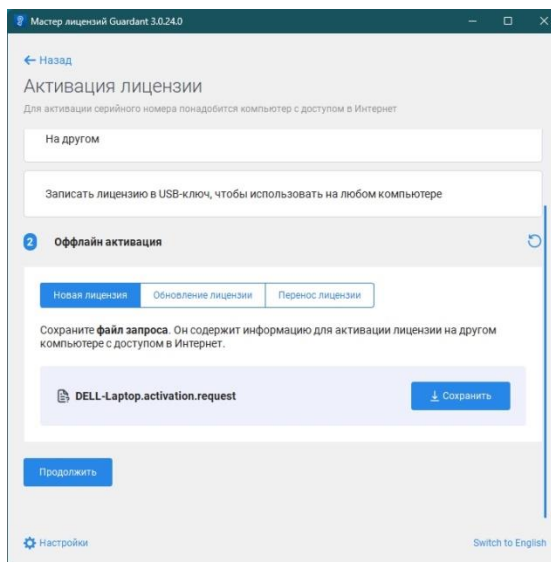 Мастер лицензий Guardant 3.0.24.0
Назад
Активация лицензии
Для активации серийного номера понадобится компьютер с доступом в Интернет
На другом
Записать лицензию в USB-ключ, чтобы использовать на любом компьютере
2 Оффлайн активация
Новая лицензия Обновление лицензии Перенос лицензии
Сохраните файл запроса. Он содержит информацию для активации лицензии на другом
компьютере с доступом в Интернет.
DELL-Laptop.activation.request Сохранить
Продолжить
Настройки Switch to English